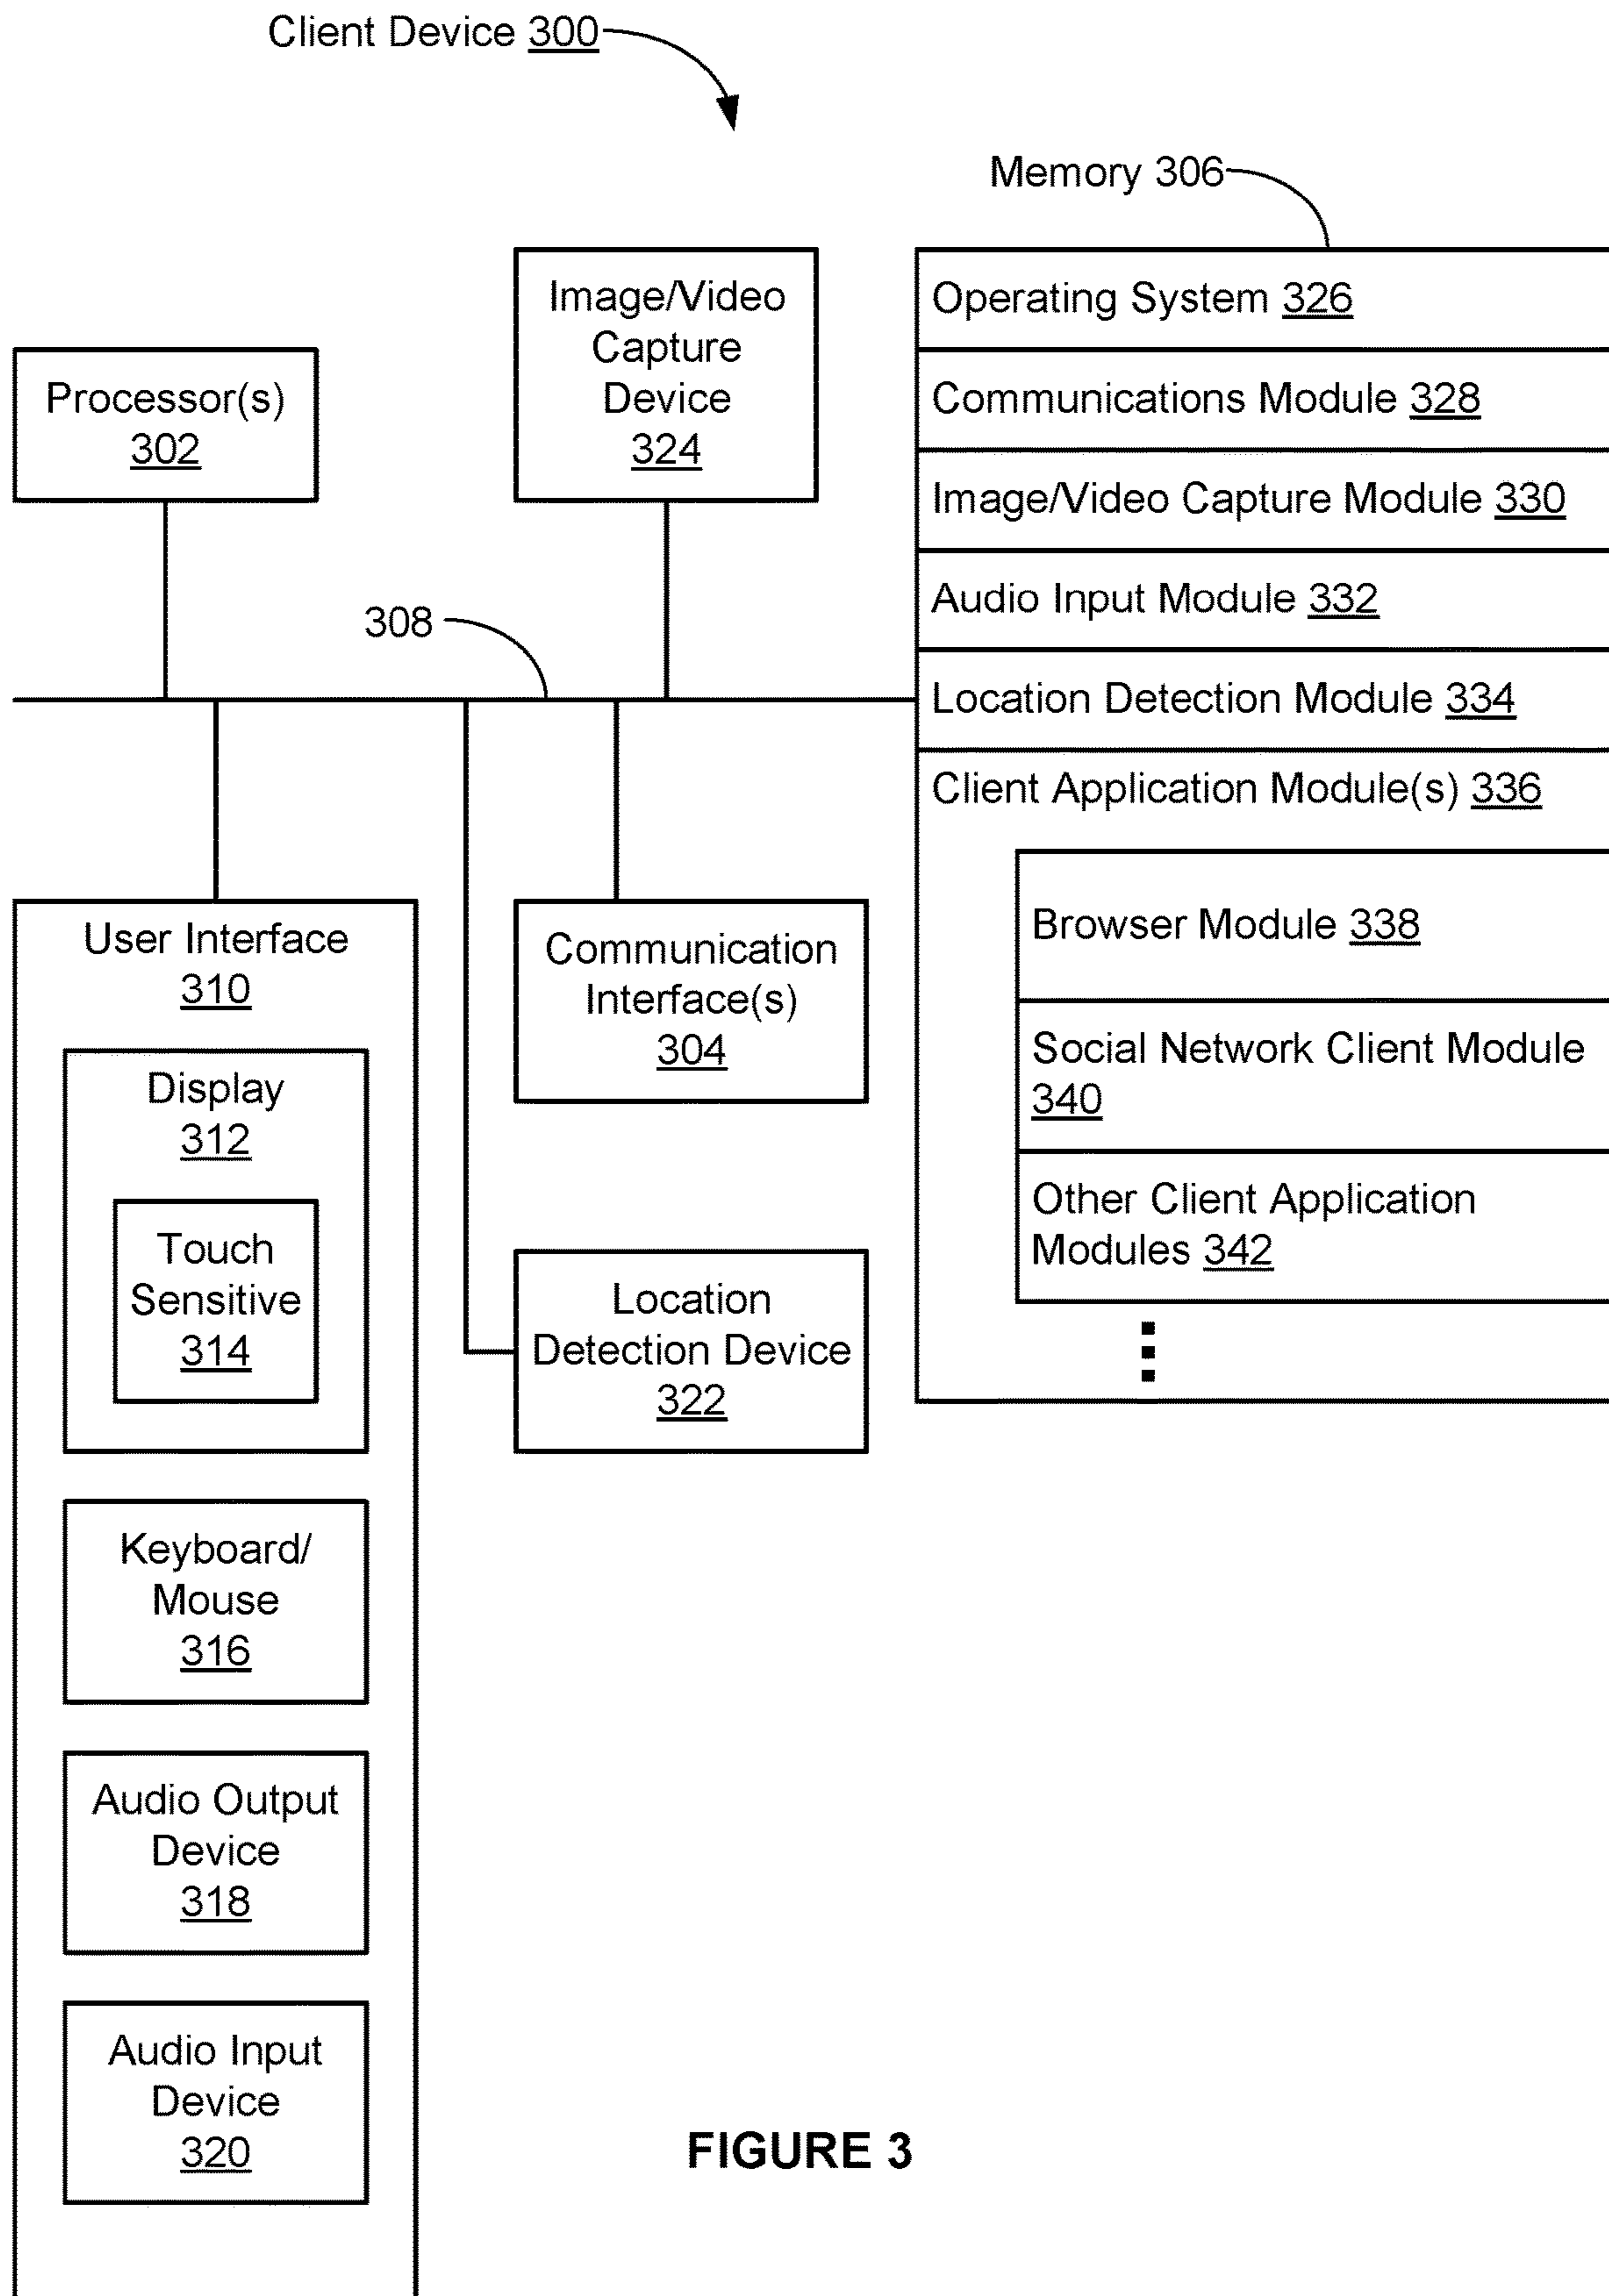 Client Device 300
Memory 306
Processor(s)
302
Image/Video
Capture
Device
324
308
Operating System 326
Communications Module 328
Image/Video Capture Module 330
Audio Input Module 332
Location Detection Module 334
Client Application Module(s) 336
Browser Module 338
Social Network Client Module
340
Other Client Application
Modules 342
User Interface
310
Display
312
Touch
Sensitive
314
Keyboard/
Mouse
316
Audio Output
Device
318
Audio Input
Device
320
Communication
Interface(s)
304
Location
Detection Device
322
FIGURE 3